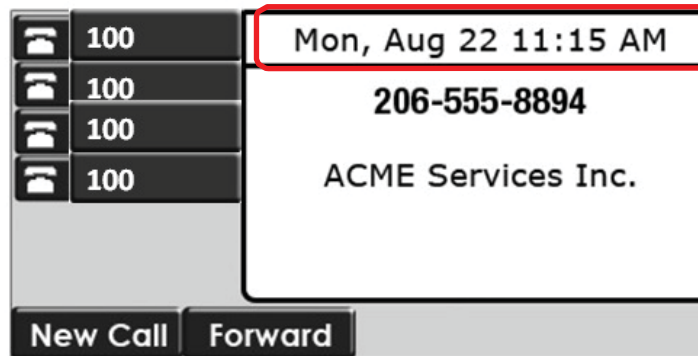 100
100
100
100
Mon, Aug 22 11:15 AM
206-555-8894
ACME Services Inc.
New Call
Forward